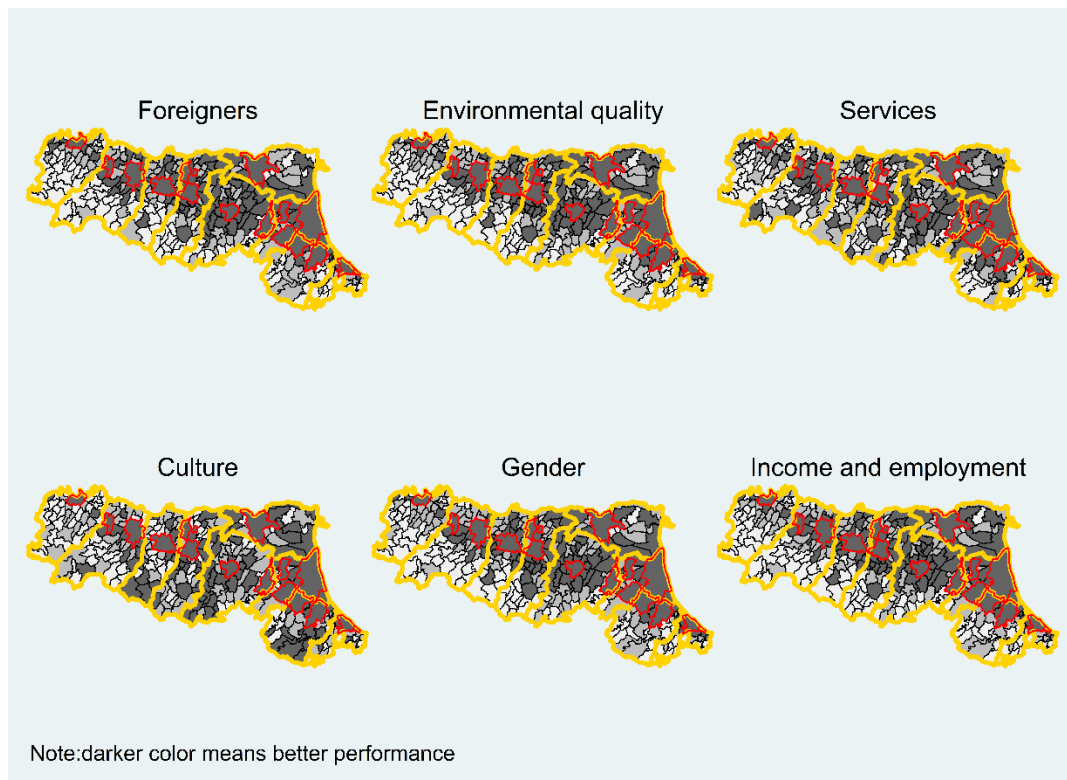 Foreigners
Environmental quality
Services
Culture
Gender
Income and employment
Note:darker color means better performance